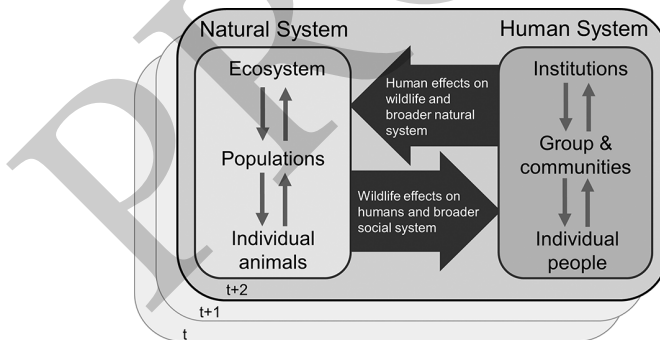 Natural System
Human System
Ecosystem
Populations
Individual
animals
Human effects on
wildlife and
broader natural
system
Wildlife effects on
humans and broader
social system
Institutions
Group &
communities
Individual
people
t+2
t+1
t